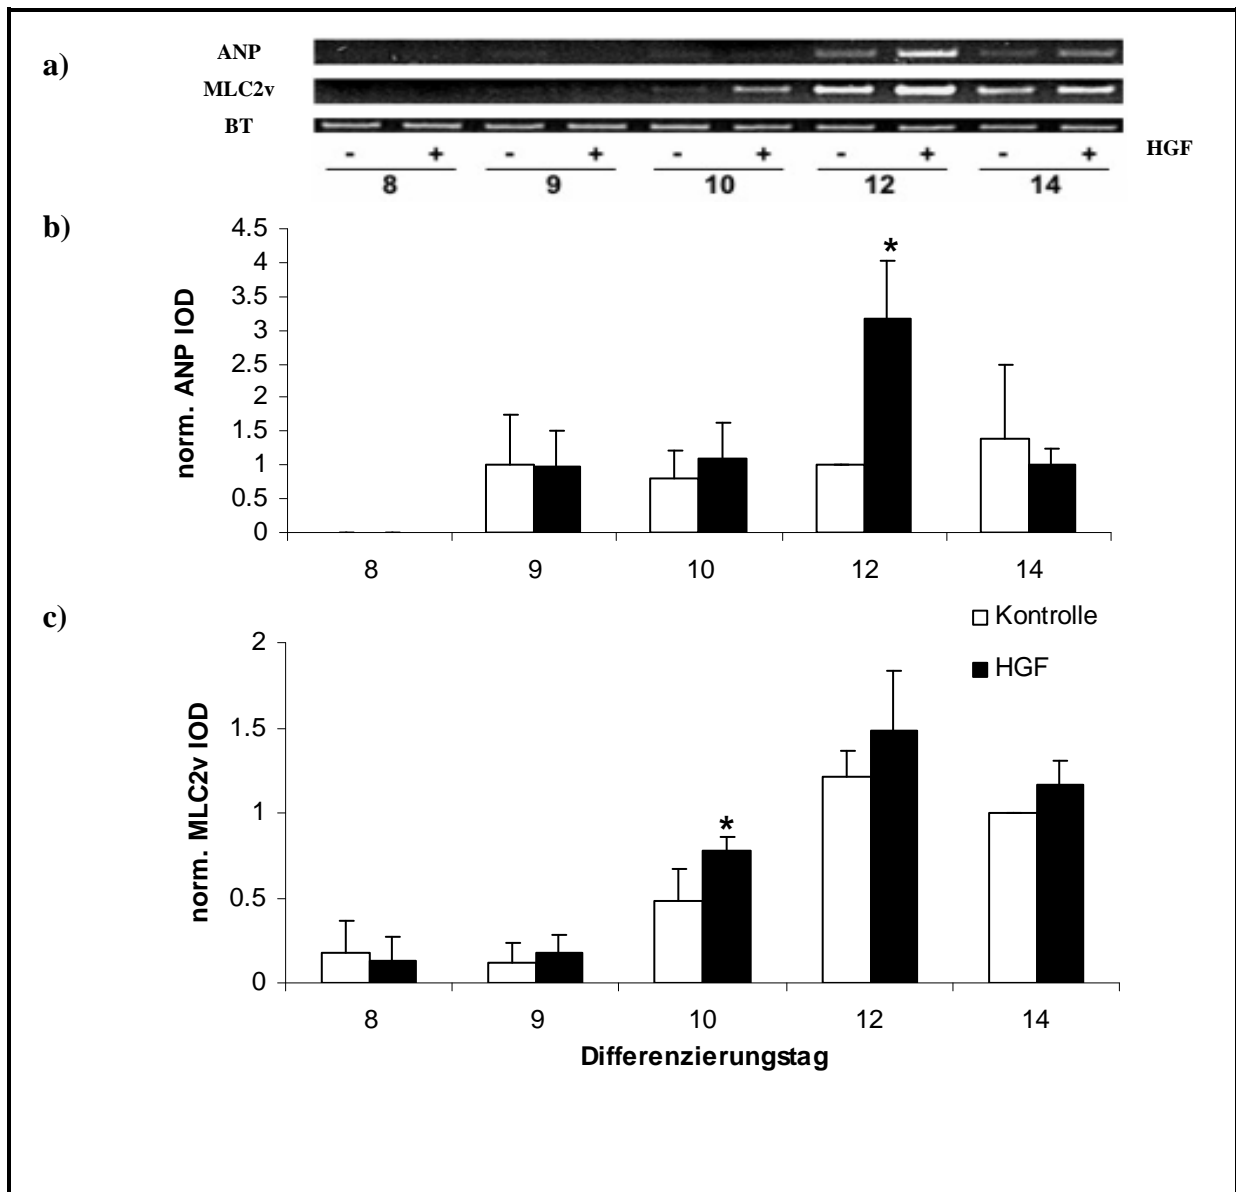 a)
ANP
MLC2v
BT
- + - + - + - + - + HGF
8 9 10 12 14
b)
norm. ANP IOD
4.5
4
3.5
3
2.5
2
1.5
1
0.5
0
*
8 9 10 12 14
c)
Kontrolle
HGF
norm. MLC2v IOD
2
1.5
1
0.5
0
*
8 9 10 12 14
Differenzierungstag